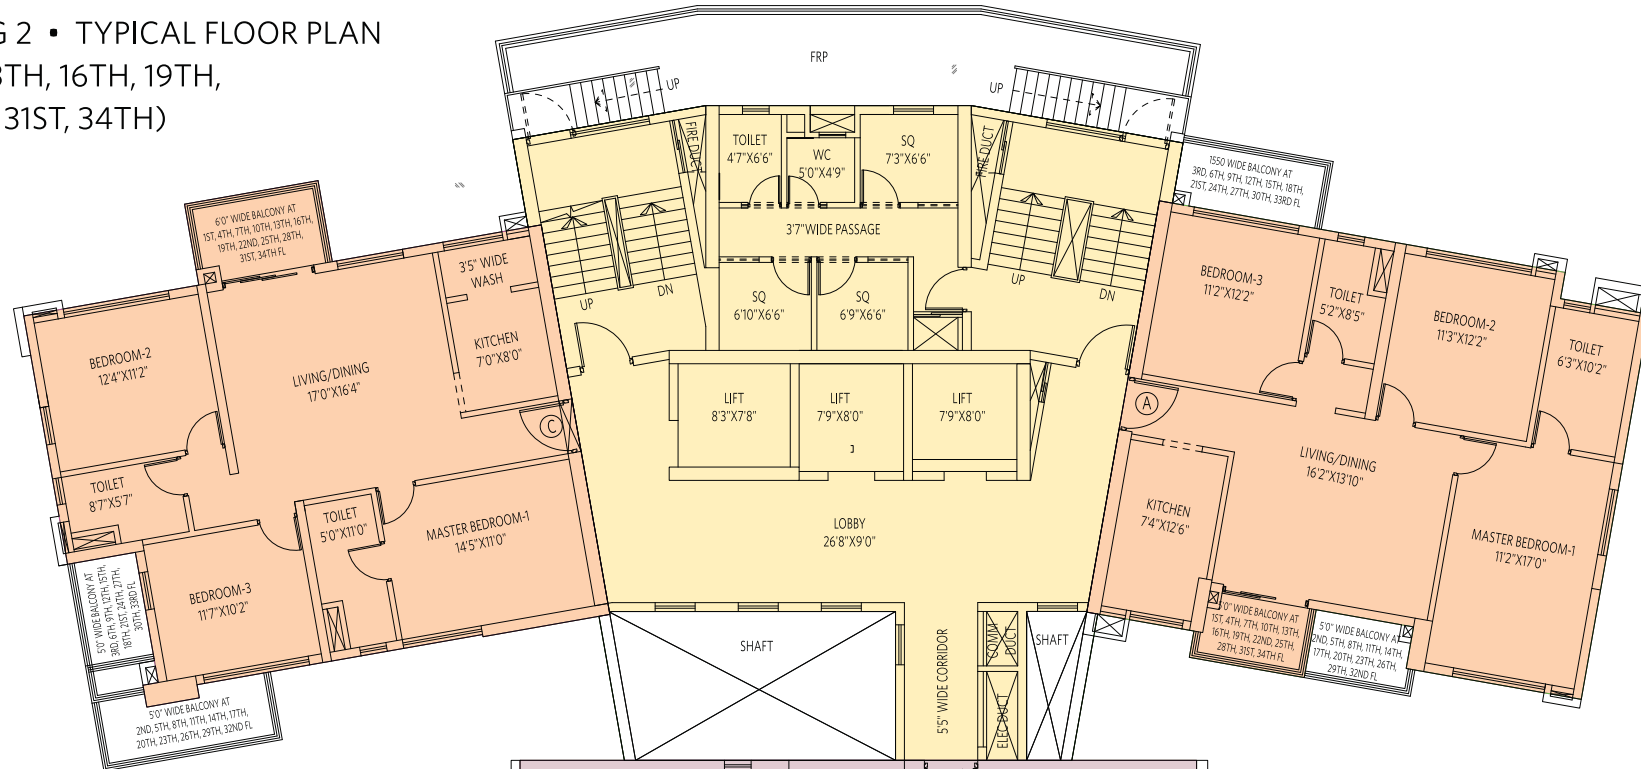 G 2 • TYPICAL FLOOR PLAN
3TH, 16TH, 19TH,
31ST, 34TH)
FRP
UP
UP
FIRE DUCT
TOILET
4'7"X6'6"
WC
5'0"X4'9"
SQ
7'3"X6'6"
FIRE DUCT
3'7"WIDE PASSAGE
SQ
6'10"X6'6"
SQ
6'9"X6'6"
UP
DN
UP
DN
LIFT
8'3"X7'8"
LIFT
7'9"X8'0"
LIFT
7'9"X8'0"
LOBBY
26'8"X9'0"
SHAFT
5'5" WIDE CORRIDOR
COMM
DUCT
ELEC DUCT
SHAFT
6'0" WIDE BALCONY AT
1ST, 4TH, 7TH, 10TH, 13TH, 16TH,
19TH, 22ND, 25TH, 28TH,
31ST, 34TH FL
3'5" WIDE
WASH
KITCHEN
7'0"X8'0"
BEDROOM-2
12'4"X11'2"
LIVING/DINING
17'0"X16'4"
C
TOILET
8'7"X5'7"
TOILET
5'0"X11'0"
MASTER BEDROOM-1
14'5"X11'0"
BEDROOM-3
11'7"X10'2"
5'0" WIDE BALCONY AT
3RD, 6TH, 9TH, 12TH, 15TH,
18TH, 21ST, 24TH, 27TH,
30TH, 33RD FL
5'0" WIDE BALCONY AT
2ND, 5TH, 8TH, 11TH, 14TH, 17TH,
20TH, 23TH, 26TH, 29TH, 32ND FL
1550 WIDE BALCONY AT
3RD, 6TH, 9TH, 12TH, 15TH, 18TH,
21ST, 24TH, 27TH, 30TH, 33RD FL
BEDROOM-3
11'2"X12'2"
TOILET
5'2"X8'5"
BEDROOM-2
11'3"X12'2"
TOILET
6'3"X10'2"
A
LIVING/DINING
16'2"X13'10"
KITCHEN
7'4"X12'6"
MASTER BEDROOM-1
11'2"X17'0"
WIDE BALCONY AT
1ST, 4TH, 7TH, 10TH, 13TH,
16TH, 19TH, 22ND, 25TH,
28TH, 31ST, 34TH FL
5'0" WIDE BALCONY AT
2ND, 5TH, 8TH, 11TH, 14TH,
17TH, 20TH, 23TH, 26TH,
29TH, 32ND FL